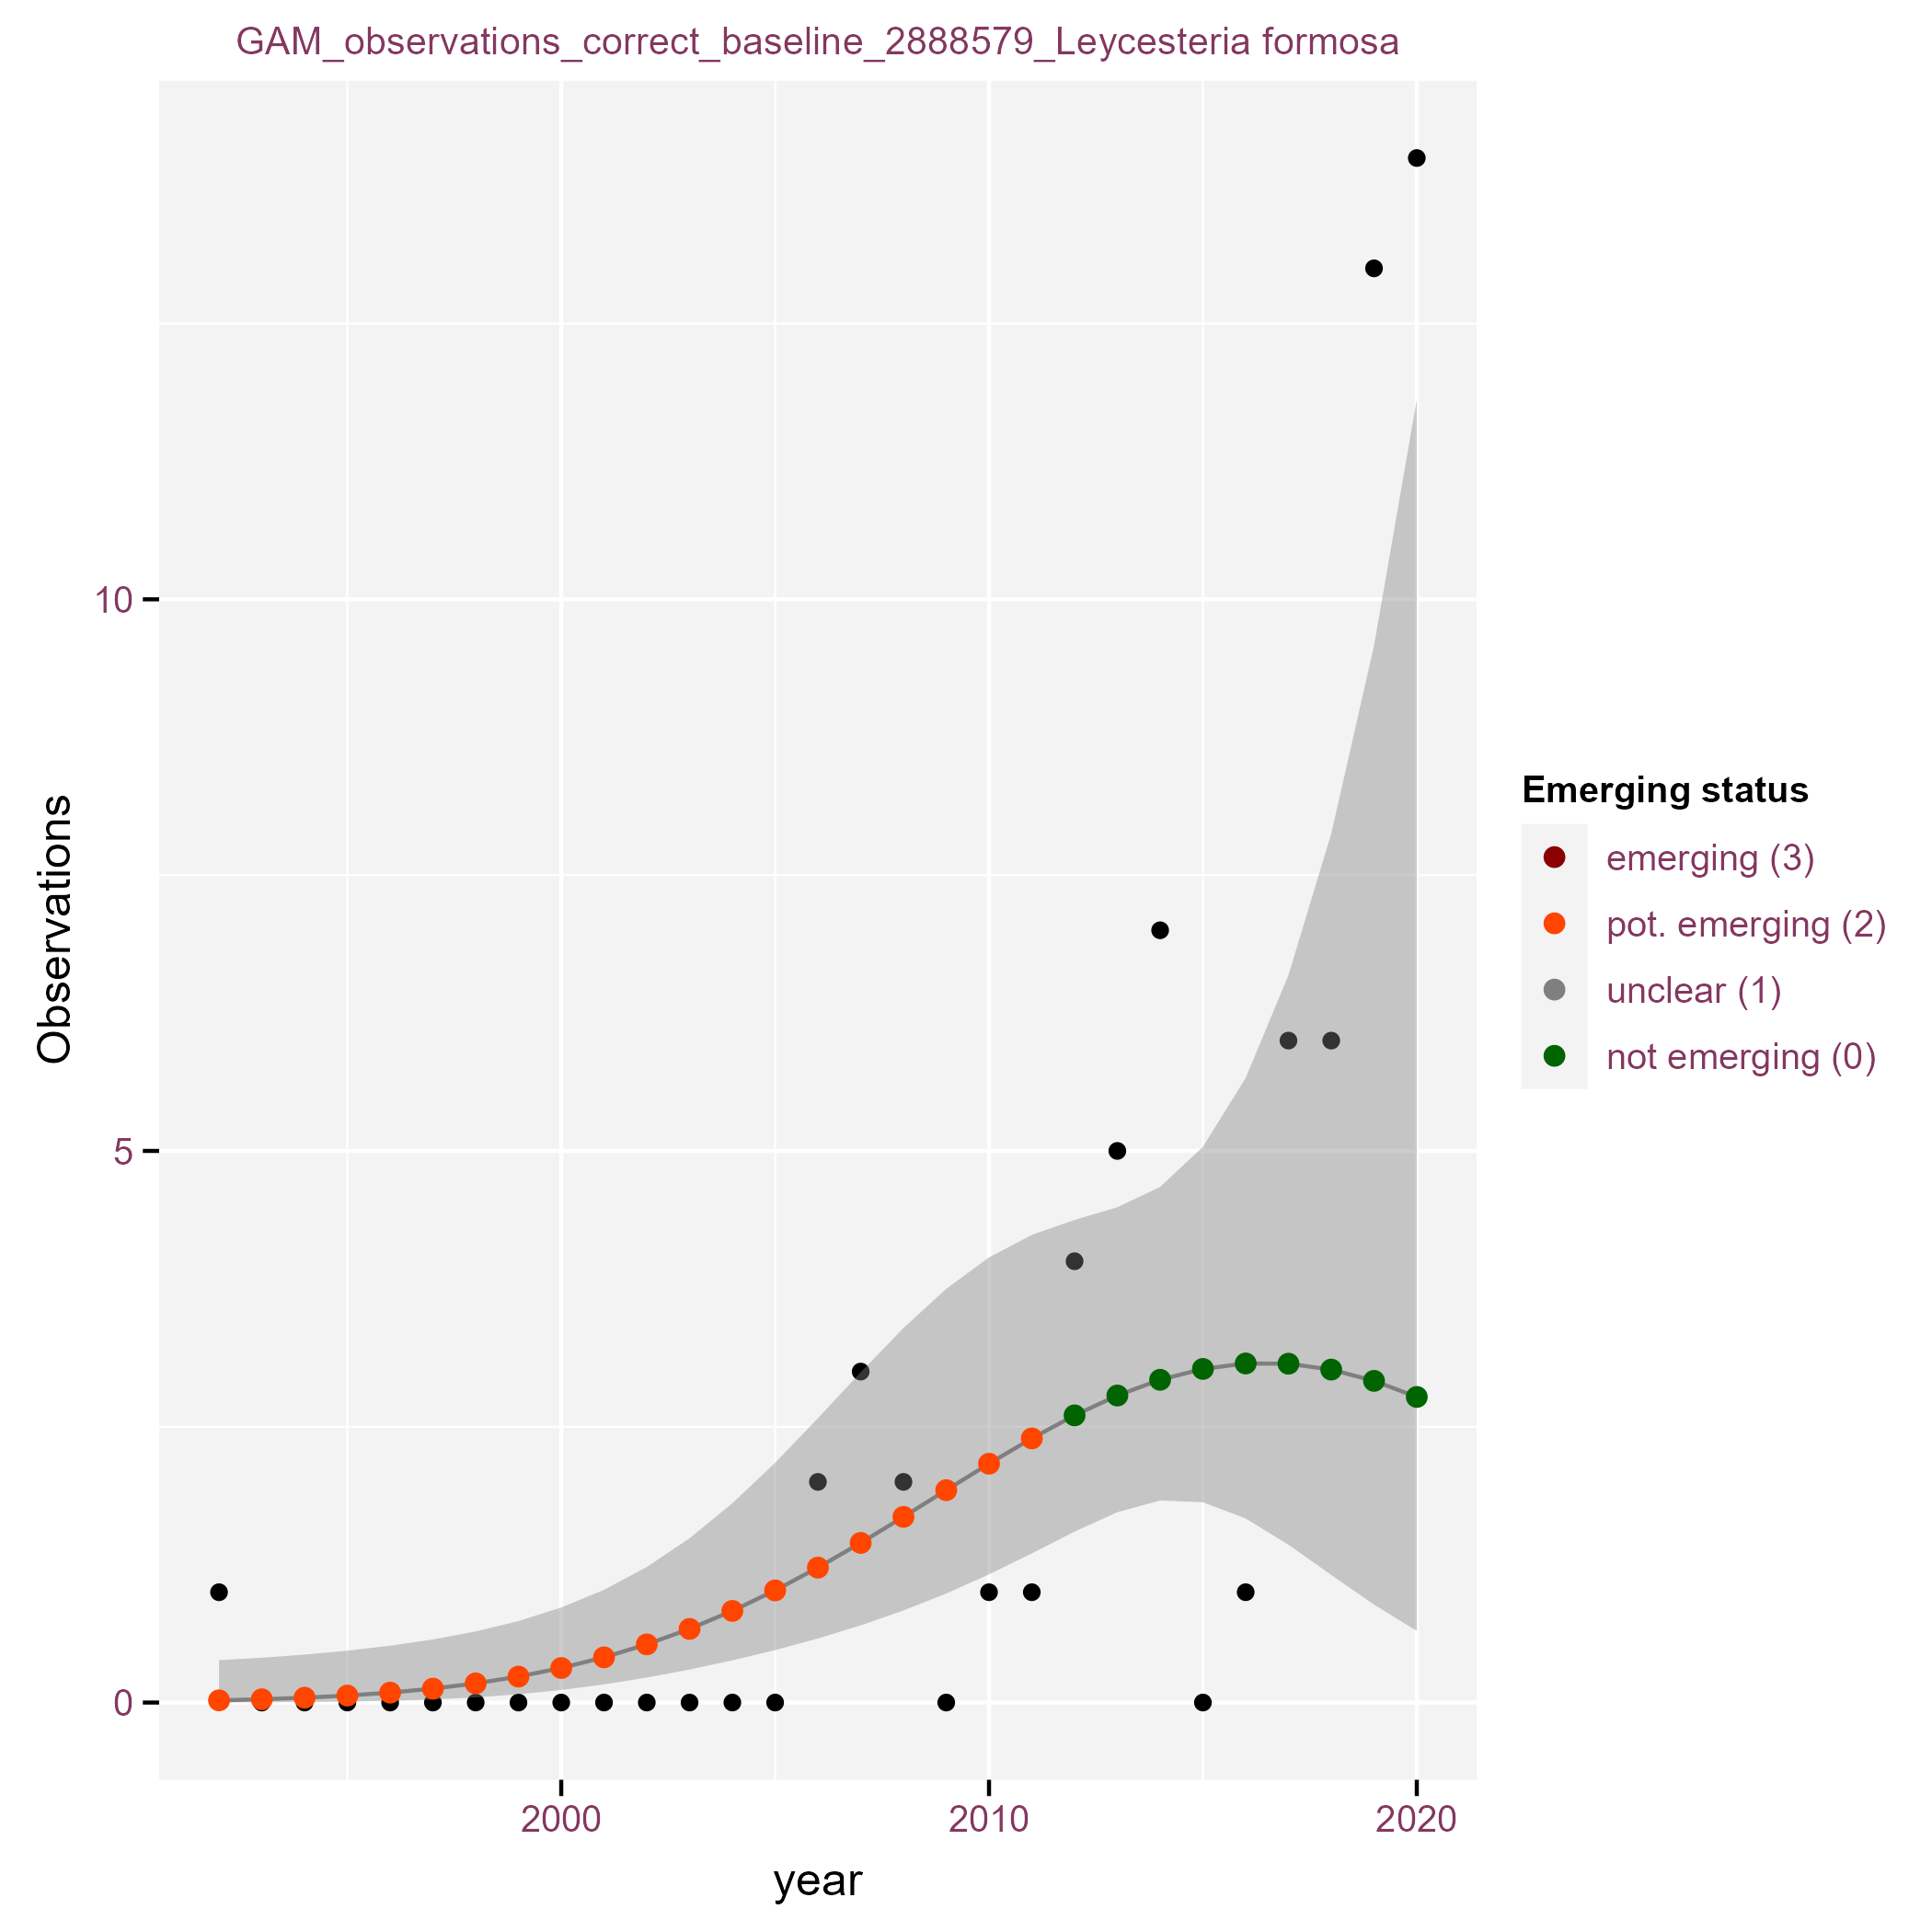 GAM_observations_correct_baseline_2888579_Leycesteria formosa
Observations
10
5
0
2000
2010
2020
year
Emerging status
emerging (3)
pot. emerging (2)
unclear (1)
not emerging (0)